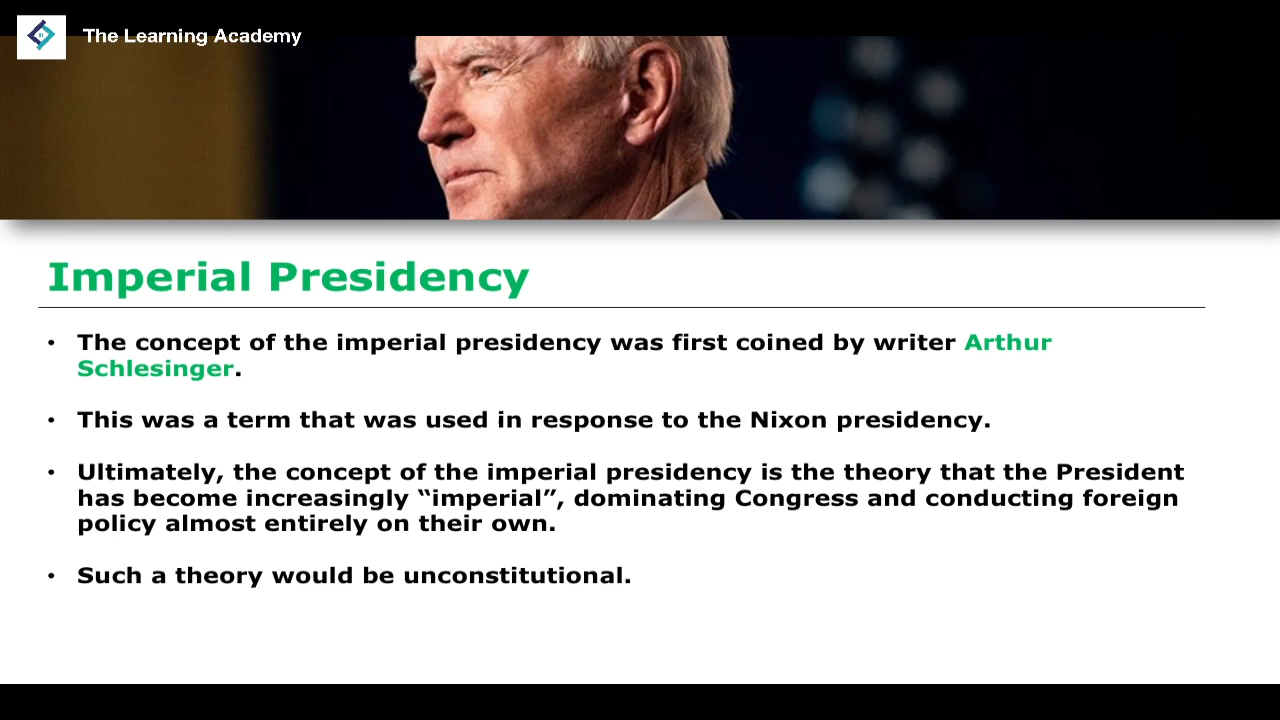 The Learning Academy
Imperial Presidency
• The concept of the imperial presidency was first coined by writer Arthur
Schlesinger.
• This was a term that was used in response to the Nixon presidency.
• Ultimately, the concept of the imperial presidency is the theory that the President
has become increasingly “imperial”, dominating Congress and conducting foreign
policy almost entirely on their own.
• Such a theory would be unconstitutional.